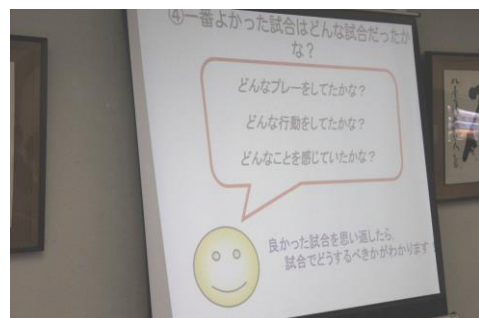 ④一番よかった試合はどんな試合だったか
な？
どんなプレーをしてたかな？
どんな行動をしてたかな？
どんなことを感じていたかな？
良かった試合を思い返したら、
試合でどうするべきかがわかります！